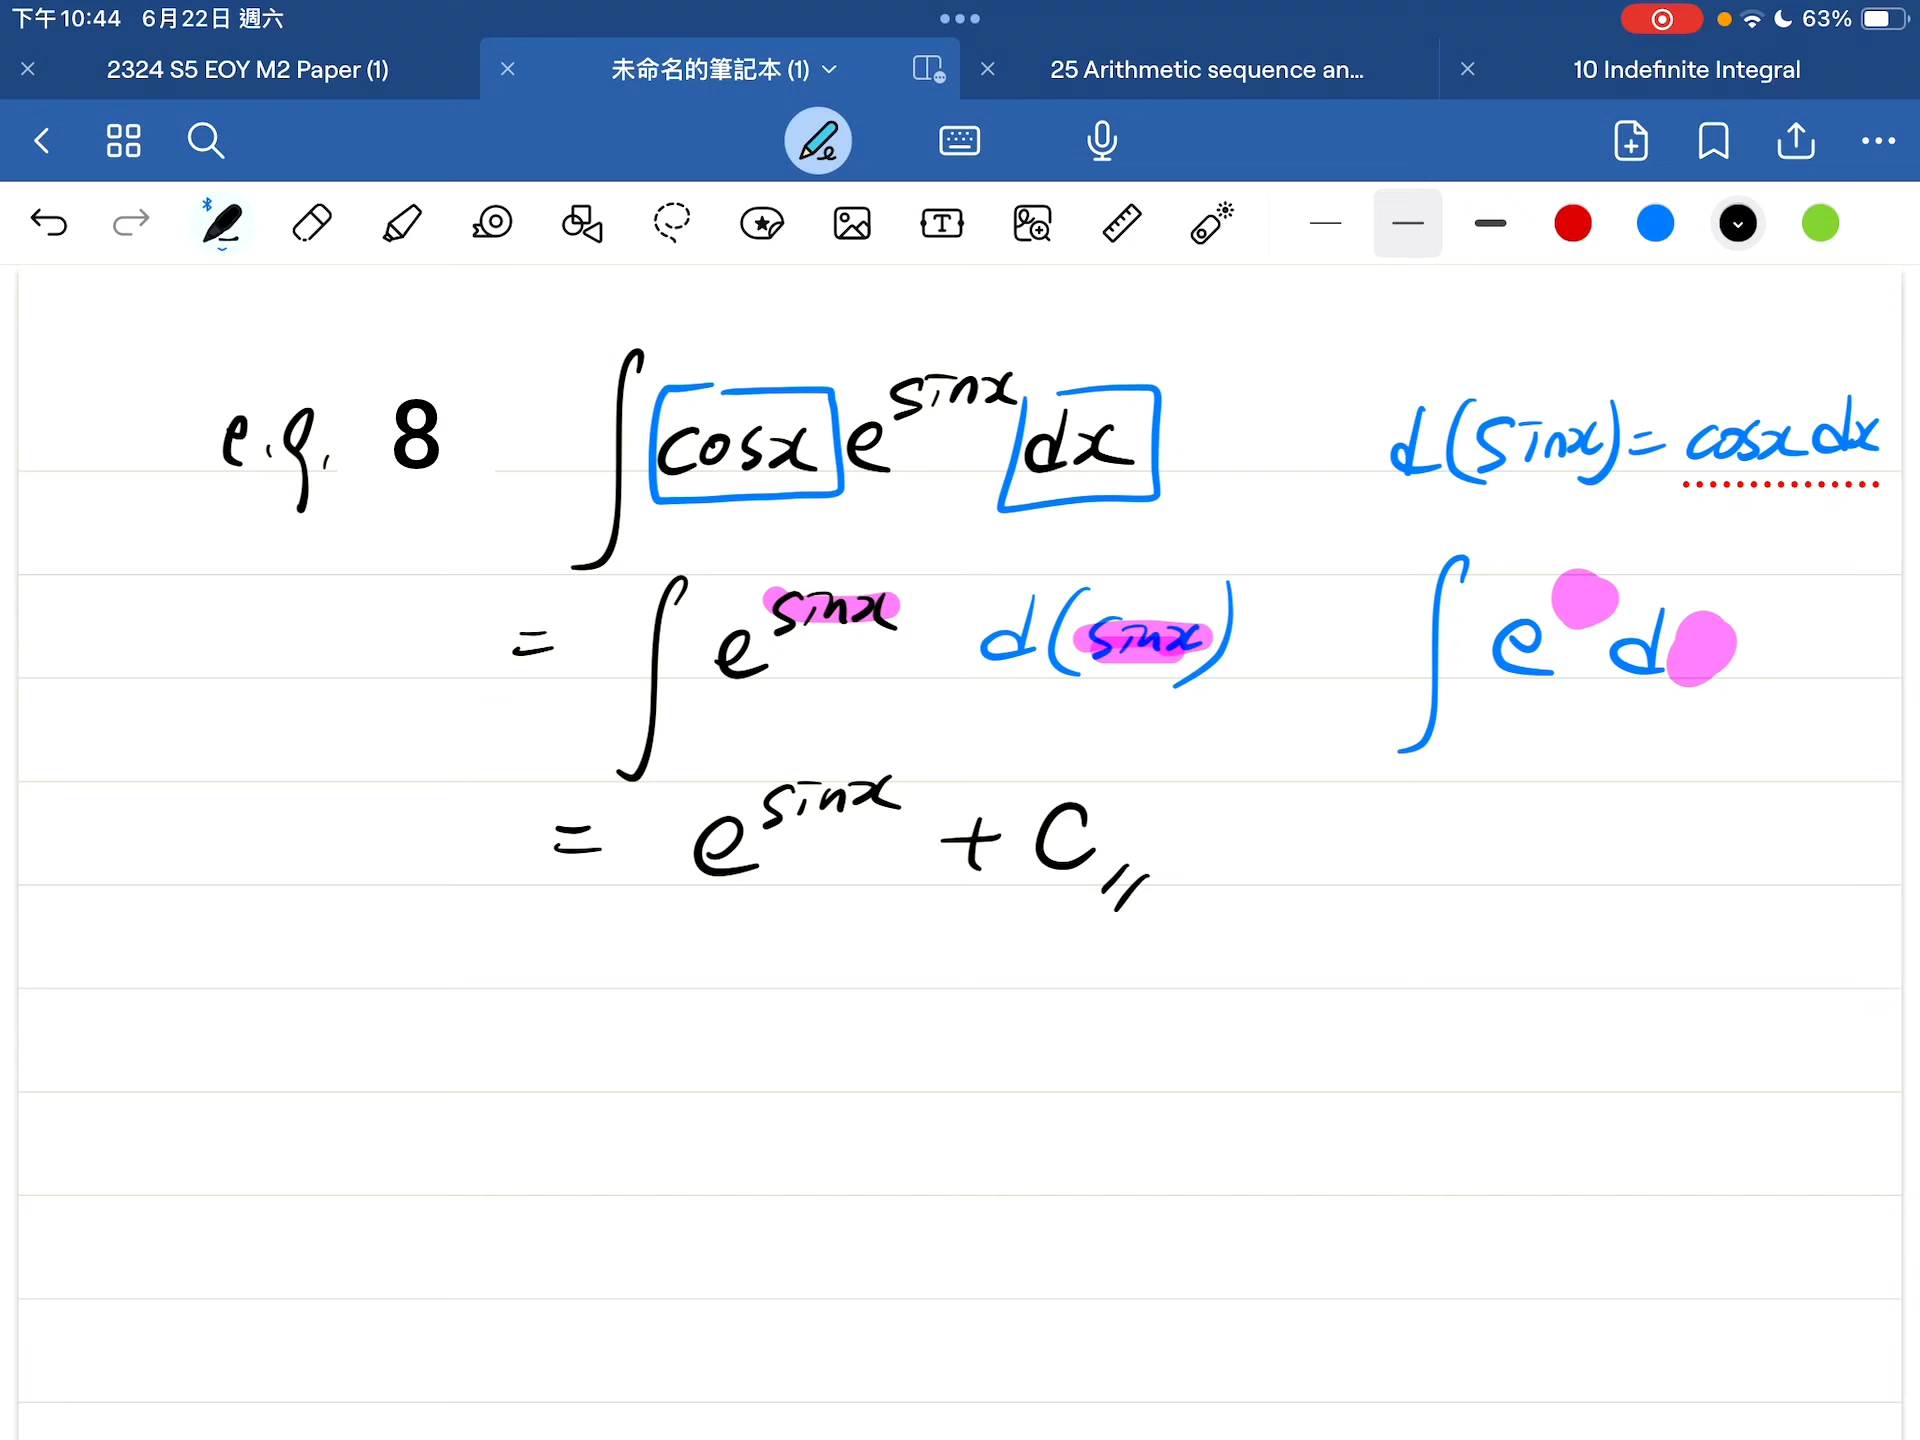 下午10:44 6月22日 週六 63%
2324 S5 EOY M2 Paper (1) 未命名的筆記本 (1) 25 Arithmetic sequence an... 10 Indefinite Integral
e.g. 8 ∫ cosx e^sinx dx d(sinx) = cosx dx
= ∫ e^sinx d(sinx) ∫ e d
= e^sinx + C //